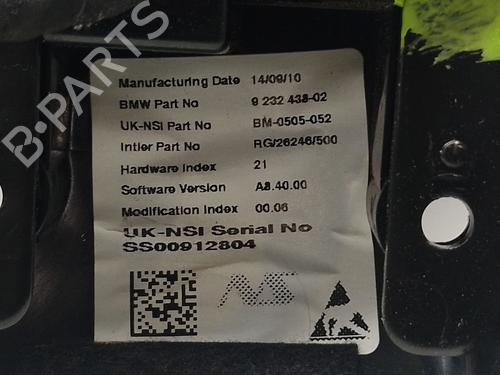 Manufacturing Date 14/09/10
BMW Part No 9 232 438-02
UK-NSI Part No BM-0505-052
Intier Part No RG/26246/500
Hardware Index 21
Software Version A8.40.00
Modification Index 00.06
UK-NSI Serial No
SS00912804
NS
B-PARTS